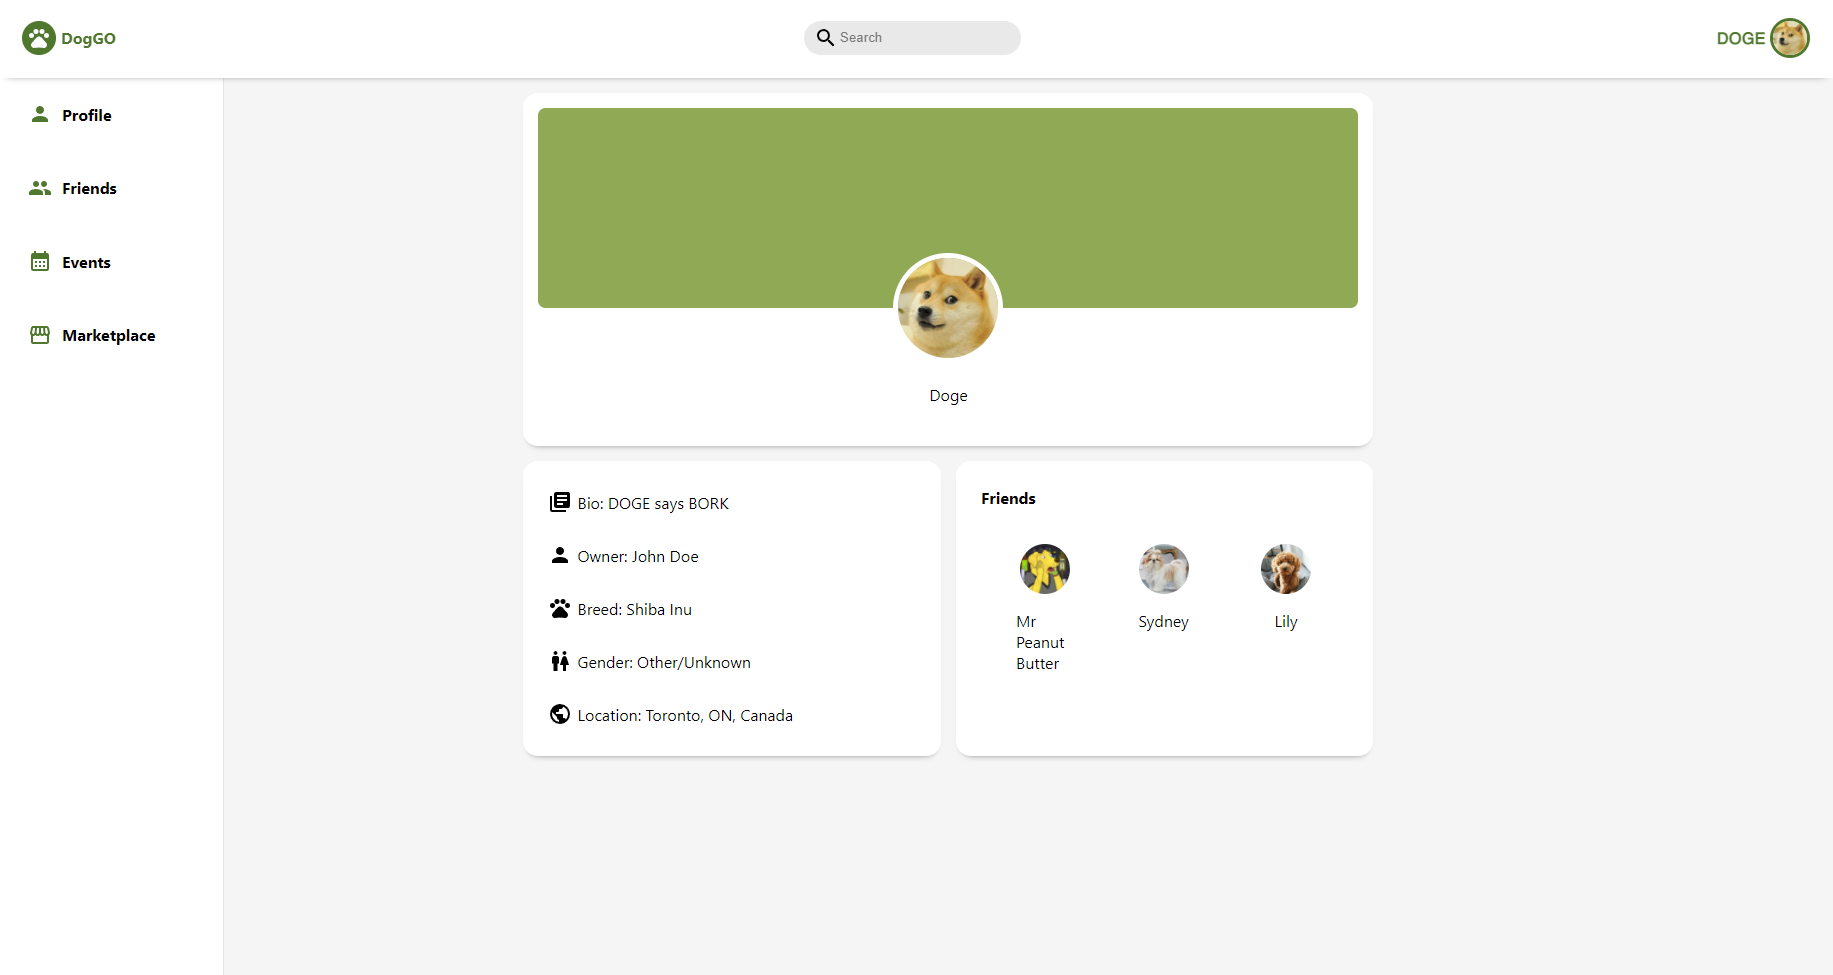 DogGO
Search
DOGE
Profile
Friends
Events
Marketplace
Doge
Bio: DOGE says BORK
Owner: John Doe
Breed: Shiba Inu
Gender: Other/Unknown
Location: Toronto, ON, Canada
Friends
Mr
Peanut
Butter
Sydney
Lily